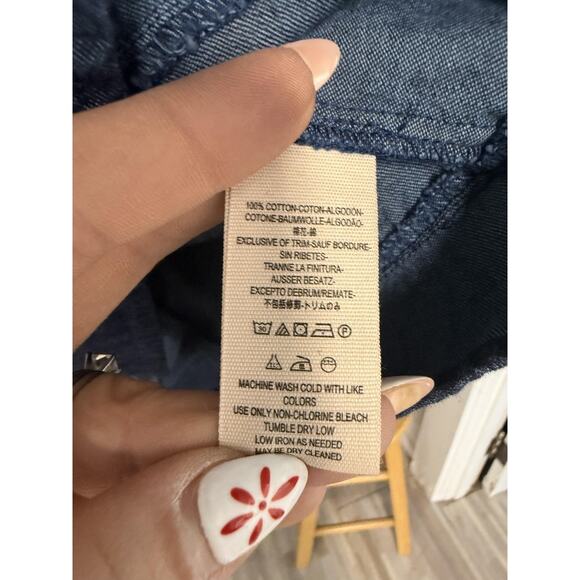 100% COTTON-COTON-ALGODÓN-
COTONE-BAUMWOLLE-ALGODÃO-
棉花-綿
EXCLUSIVE OF TRIM-SAUF BORDURE-
SIN RIBETES-
TRANNE LA FINITURA-
AUSSER BESATZ-
EXCEPTO DEBRUM/REMATE-
不包括修剪-トリムのみ
30 P
MACHINE WASH COLD WITH LIKE
COLORS
USE ONLY NON-CHLORINE BLEACH
TUMBLE DRY LOW
LOW IRON AS NEEDED
MAY BE DRY CLEANED